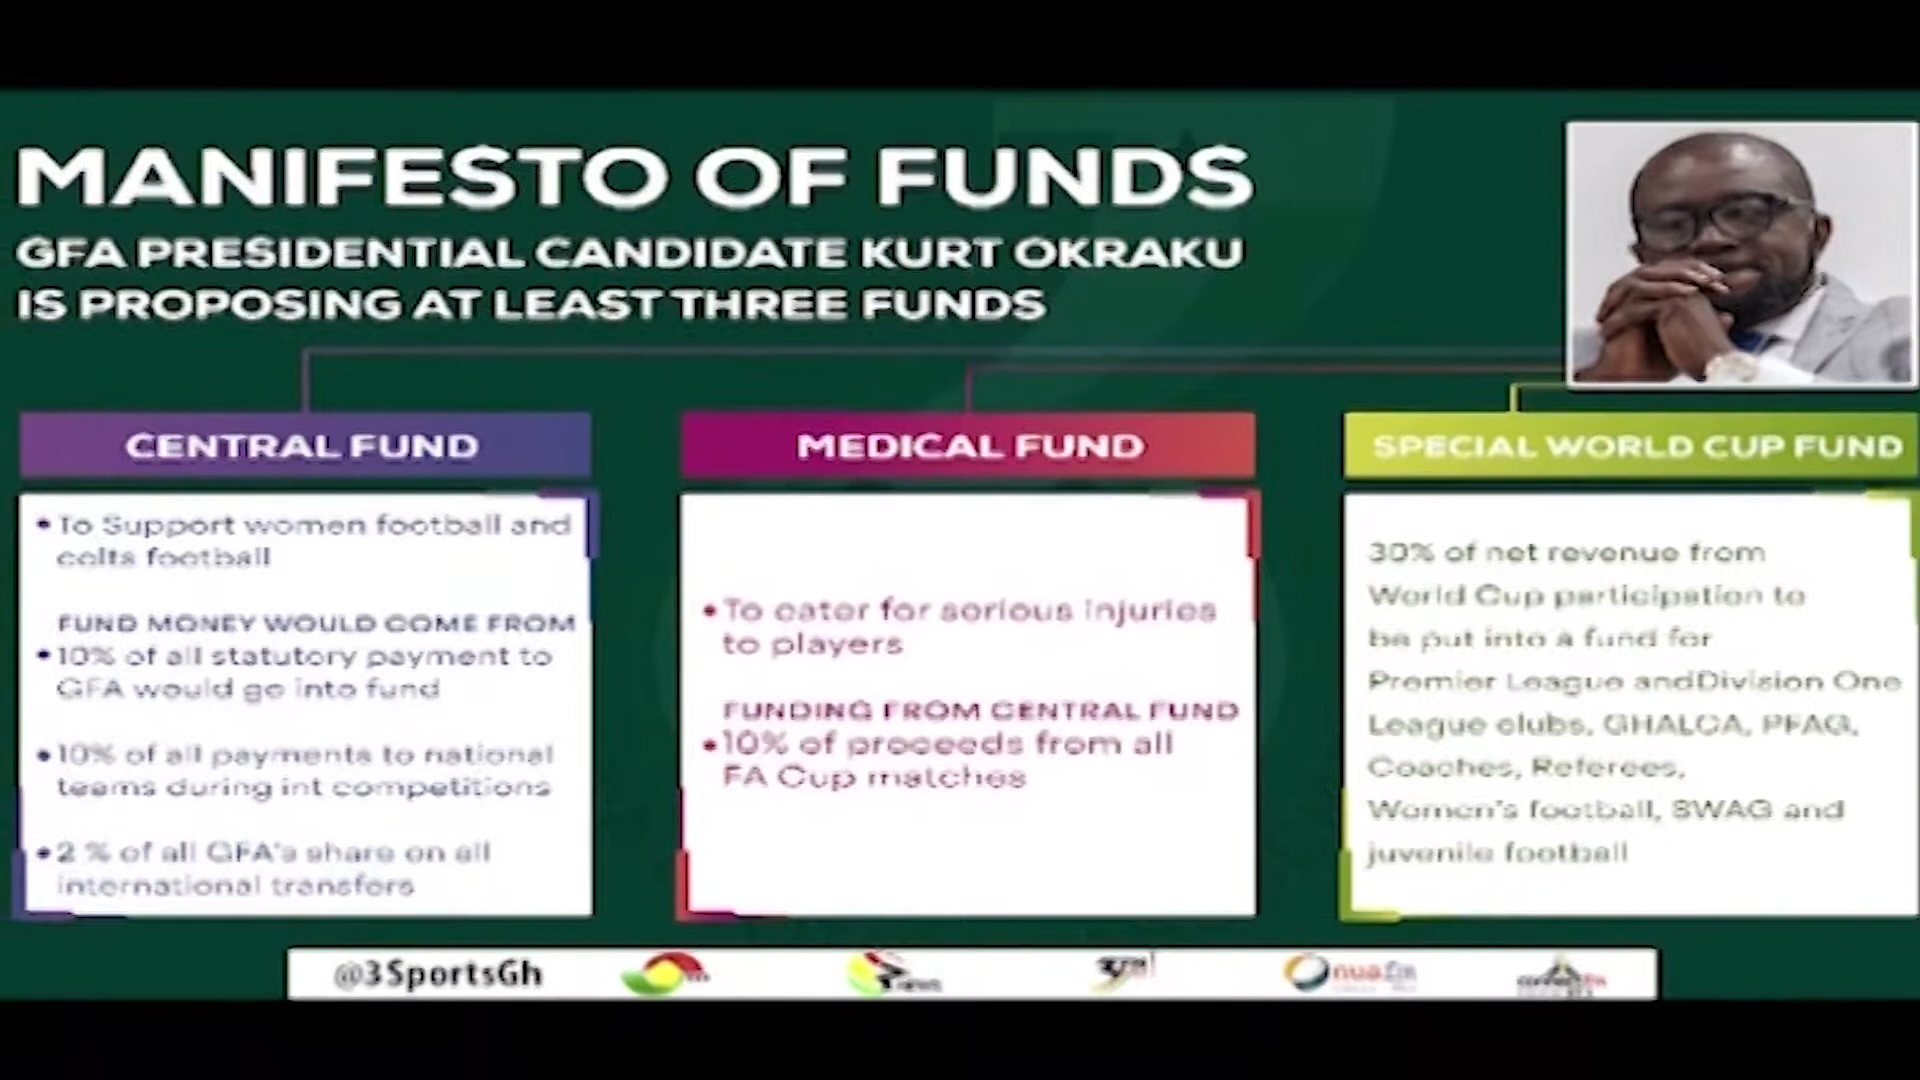 MANIFESTO OF FUNDS
GFA PRESIDENTIAL CANDIDATE KURT OKRAKU
IS PROPOSING AT LEAST THREE FUNDS
CENTRAL FUND
• To Support women football and
colts football
FUND MONEY WOULD COME FROM
• 10% of all statutory payment to
GFA would go into fund
• 10% of all payments to national
teams during int competitions
• 2 % of all GFA's share on all
international transfers
MEDICAL FUND
• To cater for serious injuries
to players
FUNDING FROM CENTRAL FUND
• 10% of proceeds from all
FA Cup matches
SPECIAL WORLD CUP FUND
30% of net revenue from
World Cup participation to
be put into a fund for
Premier League andDivision One
League clubs, GHALCA, PFAG,
Coaches, Referees,
Women's football, SWAG and
juvenile football
@3SportsGh
news
onua.fm